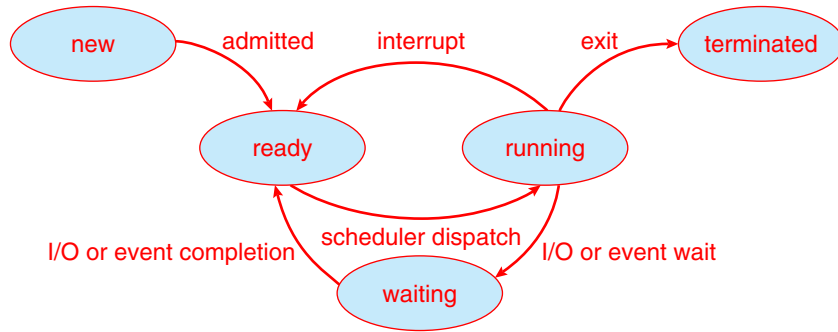 new
admitted
interrupt
exit
terminated
ready
running
I/O or event completion
scheduler dispatch
I/O or event wait
waiting